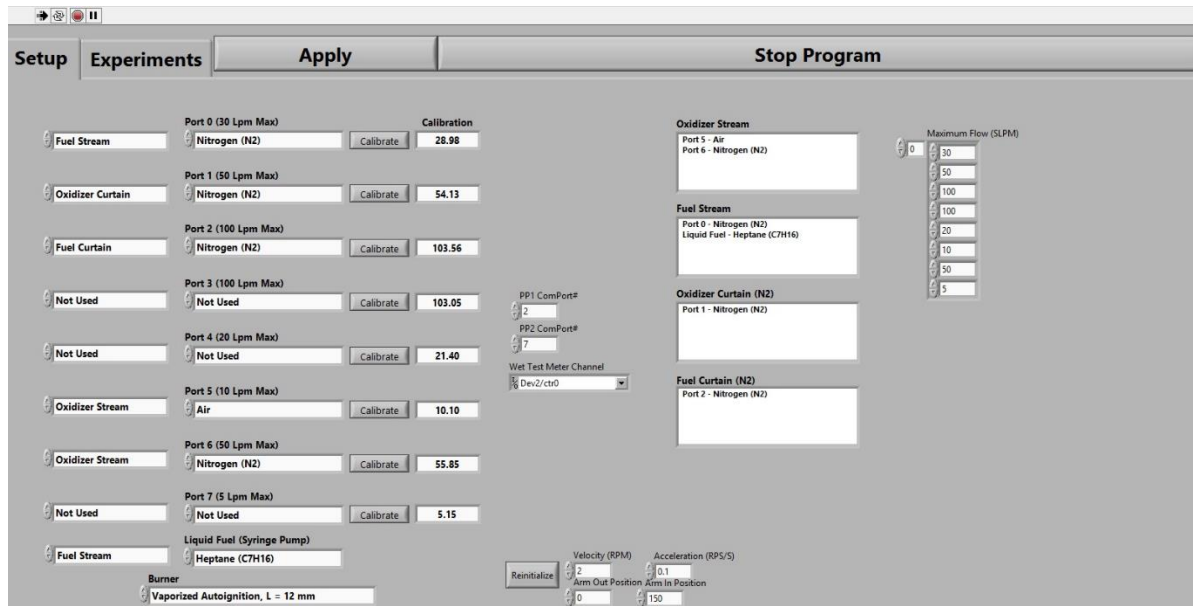 Setup
Experiments
Apply
Stop Program
Port 0 (30 Lpm Max)
Calibration
Fuel Stream
Nitrogen (N2)
Calibrate
28.98
Port 1 (50 Lpm Max)
Oxidizer Curtain
Nitrogen (N2)
Calibrate
54.13
Port 2 (100 Lpm Max)
Fuel Curtain
Nitrogen (N2)
Calibrate
103.56
Port 3 (100 Lpm Max)
Not Used
Not Used
Calibrate
103.05
Port 4 (20 Lpm Max)
Not Used
Not Used
Calibrate
21.40
Port 5 (10 Lpm Max)
Oxidizer Stream
Air
Calibrate
10.10
Port 6 (50 Lpm Max)
Oxidizer Stream
Nitrogen (N2)
Calibrate
55.85
Port 7 (5 Lpm Max)
Not Used
Not Used
Calibrate
5.15
Liquid Fuel (Syringe Pump)
Fuel Stream
Heptane (C7H16)
Burner
Vaporized Autoignition, L = 12 mm
PP1 ComPort#
2
PP2 ComPort#
7
Wet Test Meter Channel
Dev2/ctr0
Reinitialize
Velocity (RPM)
2
Acceleration (RPS/S)
0.1
Arm Out Position
0
Arm In Position
150
Oxidizer Stream
Port 5 - Air
Port 6 - Nitrogen (N2)
Fuel Stream
Port 0 - Nitrogen (N2)
Liquid Fuel - Heptane (C7H16)
Oxidizer Curtain (N2)
Port 1 - Nitrogen (N2)
Fuel Curtain (N2)
Port 2 - Nitrogen (N2)
Maximum Flow (SLPM)
0
30
50
100
100
20
10
50
5